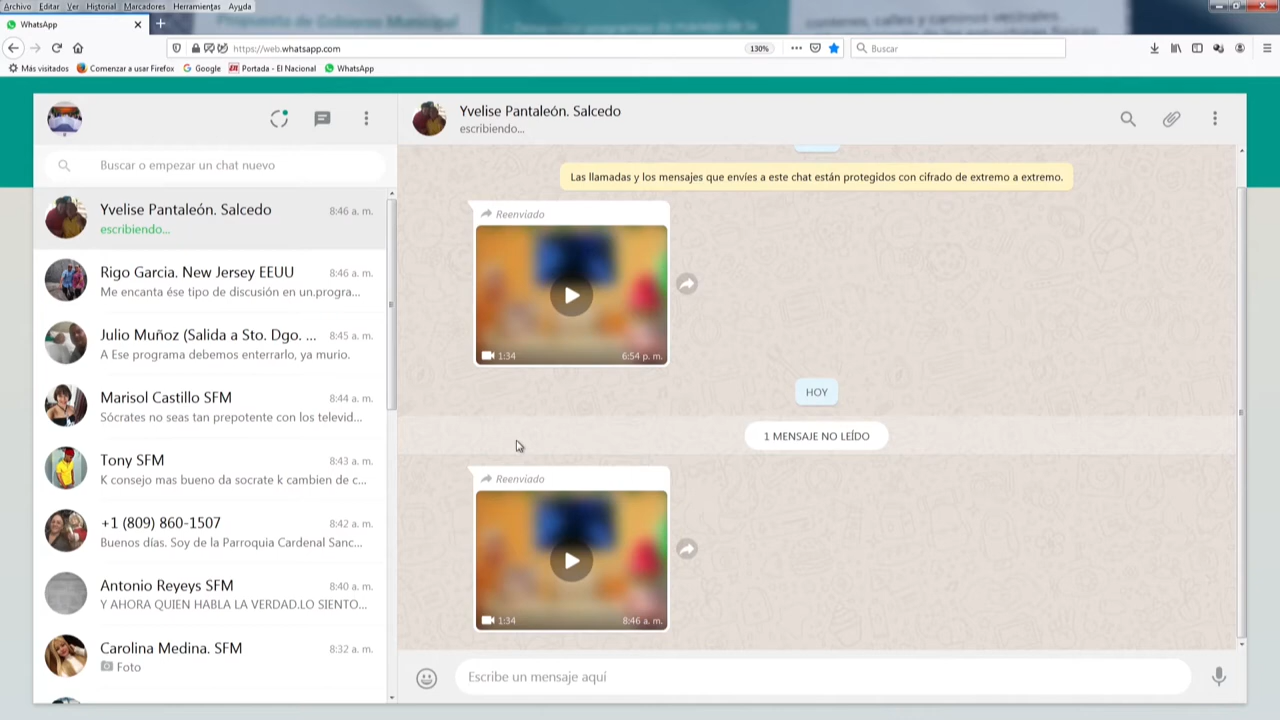 Archivo Editar Ver Historial Marcadores Herramientas Ayuda
WhatsApp
https://web.whatsapp.com
130%
Buscar
Más visitados Comenzar a usar Firefox Google Portada - El Nacional WhatsApp
Yvelise Pantaleón. Salcedo
escribiendo...
Buscar o empezar un chat nuevo
Yvelise Pantaleón. Salcedo 8:46 a. m.
escribiendo...
Rigo Garcia. New Jersey EEUU 8:46 a. m.
Me encanta ése tipo de discusión en un.progra...
Julio Muñoz (Salida a Sto. Dgo. ... 8:45 a. m.
A Ese programa debemos enterrarlo, ya murio.
Marisol Castillo SFM 8:44 a. m.
Sócrates no seas tan prepotente con los televid...
Tony SFM 8:43 a. m.
K consejo mas bueno da socrate k cambien de c...
+1 (809) 860-1507 8:42 a. m.
Buenos días. Soy de la Parroquia Cardenal Sanc...
Antonio Reyeys SFM 8:40 a. m.
Y AHORA QUIEN HABLA LA VERDAD.LO SIENTO...
Carolina Medina. SFM 8:32 a. m.
Foto
Las llamadas y los mensajes que envíes a este chat están protegidos con cifrado de extremo a extremo.
Reenviado
1:34 6:54 p. m.
HOY
1 MENSAJE NO LEÍDO
Reenviado
1:34 8:46 a. m.
Escribe un mensaje aquí